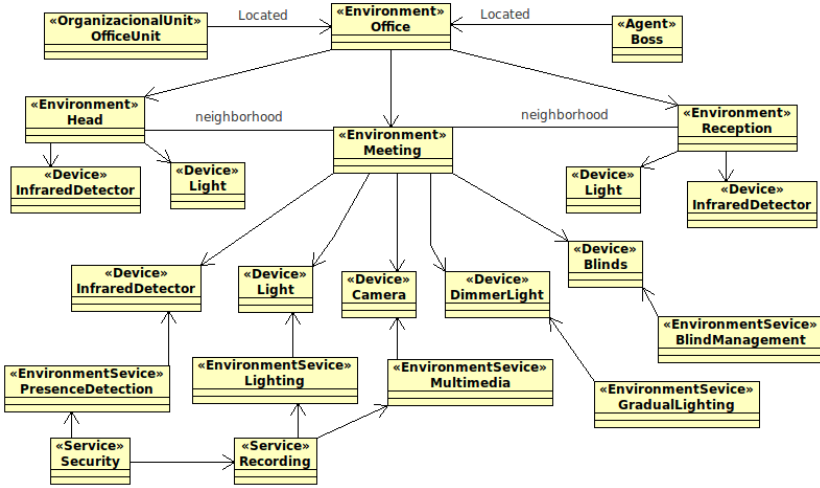 «OrganizacionalUnit»
OfficeUnit
Located
«Environment»
Office
Located
«Agent»
Boss
«Environment»
Head
neighborhood
«Environment»
Meeting
neighborhood
«Environment»
Reception
«Device»
InfraredDetector
«Device»
Light
«Device»
Light
«Device»
InfraredDetector
«Device»
InfraredDetector
«Device»
Light
«Device»
Camera
«Device»
DimmerLight
«Device»
Blinds
«EnvironmentSevice»
BlindManagement
«EnvironmentSevice»
PresenceDetection
«EnvironmentSevice»
Lighting
«EnvironmentSevice»
Multimedia
«EnvironmentSevice»
GradualLighting
«Service»
Security
«Service»
Recording